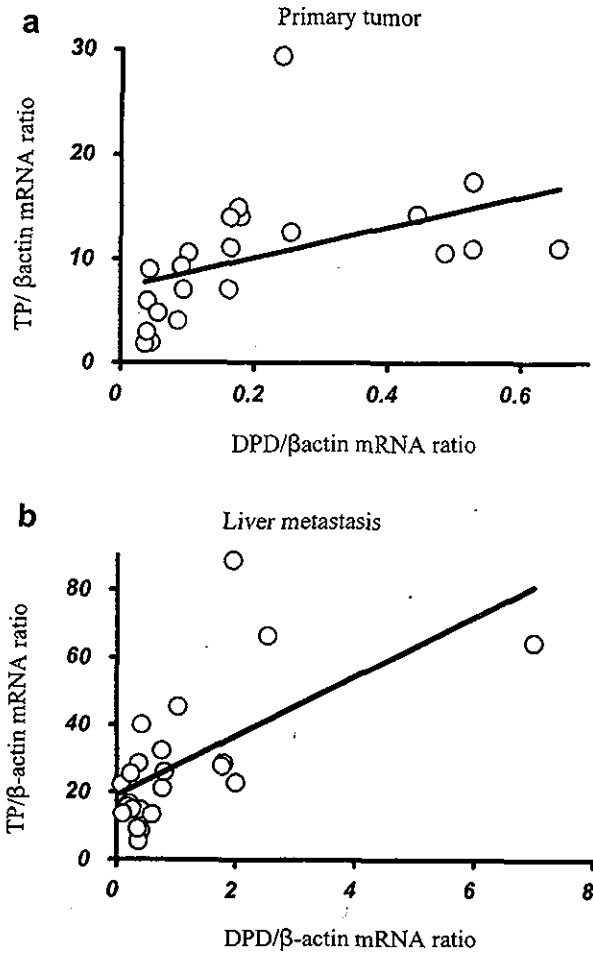 a
Primary tumor
TP/ βactin mRNA ratio
30
20
10
0
0
0.2
0.4
0.6
DPD/βactin mRNA ratio
b
Liver metastasis
TP/β-actin mRNA ratio
80
60
40
20
0
0
2
4
6
8
DPD/β-actin mRNA ratio